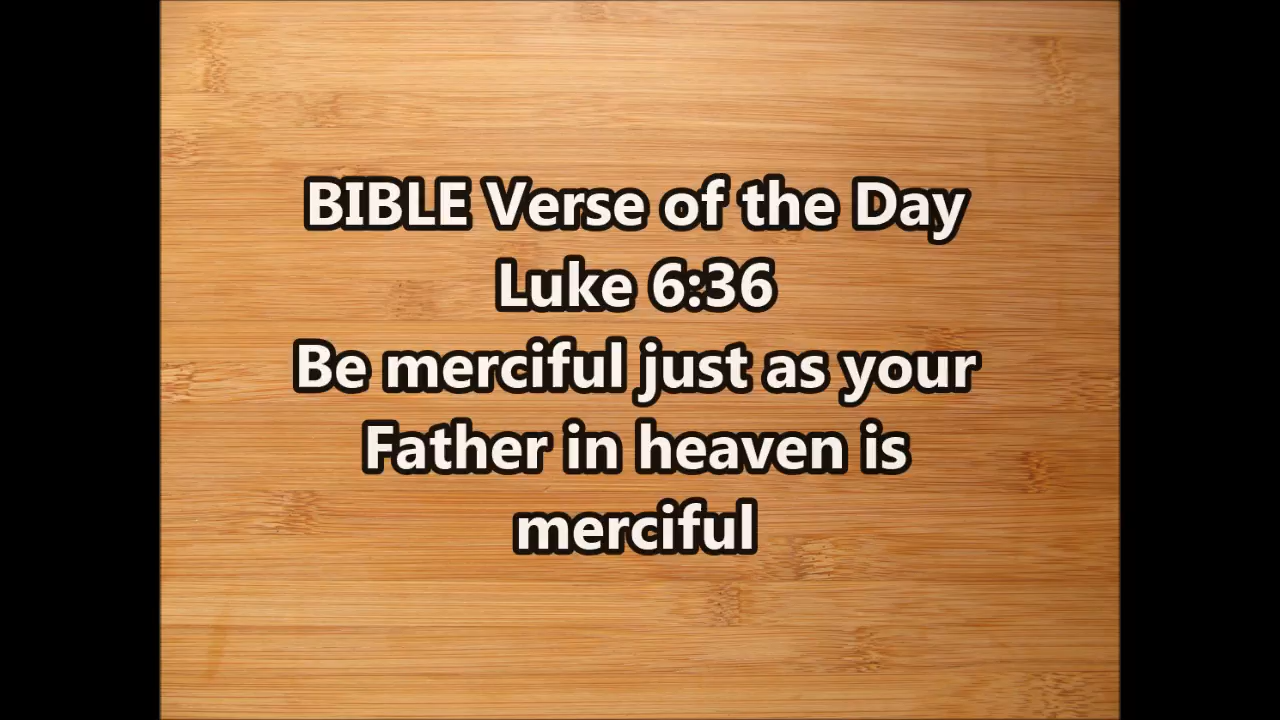 BIBLE Verse of the Day
Luke 6:36
Be merciful just as your
Father in heaven is
merciful